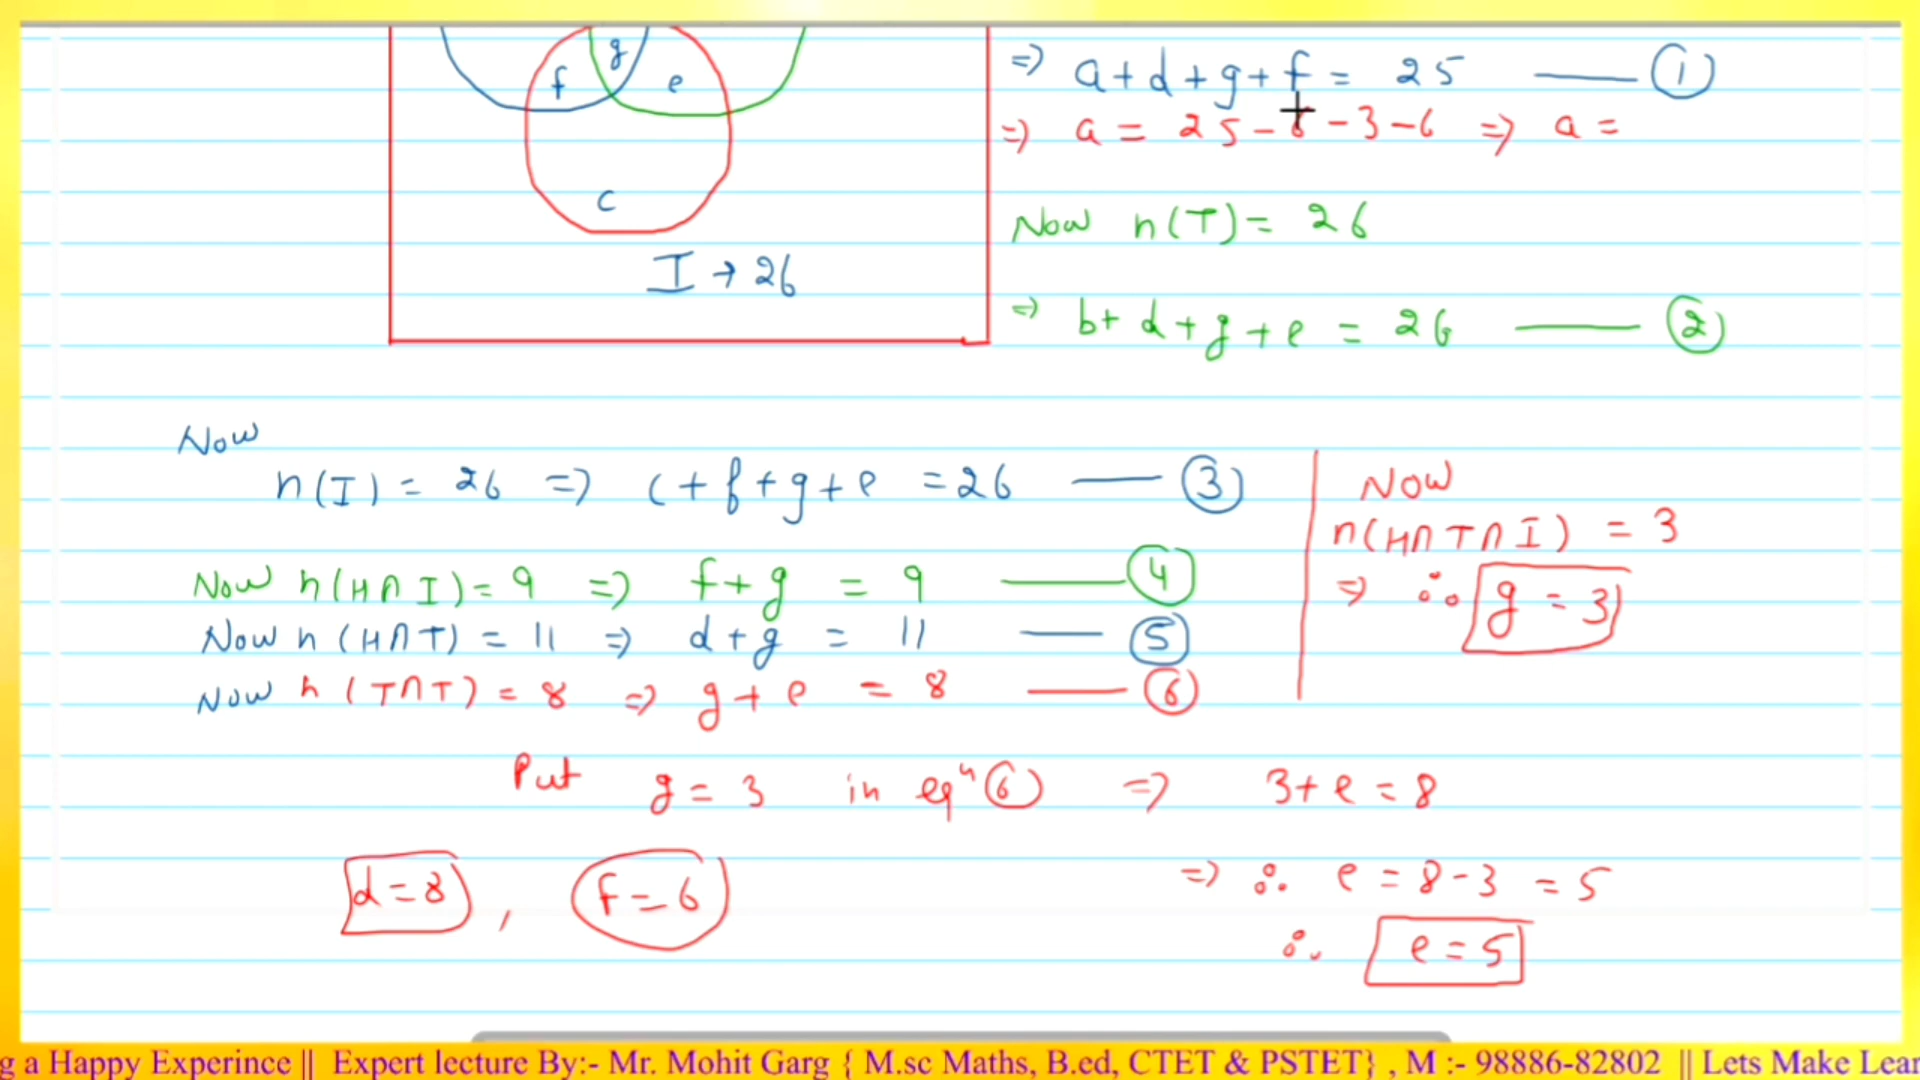 g
f e
c
I → 26
⇒ a + d + g + f = 25 — ①
⇒ a = 25 - 8 - 3 - 6 ⇒ a =
Now n(T) = 26
⇒ b + d + g + e = 26 — ②
Now
n(I) = 26 ⇒ c + f + g + e = 26 — ③
Now n(H∩I) = 9 ⇒ f + g = 9 — ④
Now n(H∩T) = 11 ⇒ d + g = 11 — ⑤
Now n(T∩T) = 8 ⇒ g + e = 8 — ⑥
Now
n(H∩T∩I) = 3
⇒ ∴ g = 3
Put g = 3 in eqⁿ ⑥ ⇒ 3 + e = 8
d = 8 , f = 6
⇒ ∴ e = 8 - 3 = 5
∴ e = 5
g a Happy Experince || Expert lecture By:- Mr. Mohit Garg { M.sc Maths, B.ed, CTET & PSTET} , M :- 98886-82802 || Lets Make Lear